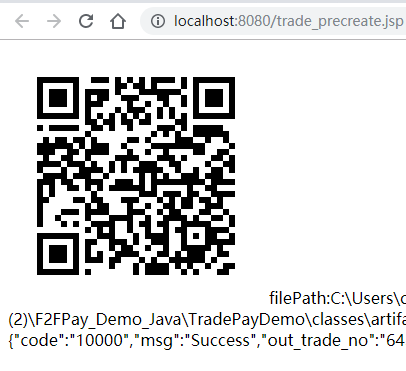 localhost:8080/trade_precreate.jsp
filePath:C:\Users\
(2)\F2FPay_Demo_Java\TradePayDemo\classes\artifa
{"code":"10000","msg":"Success","out_trade_no":"64